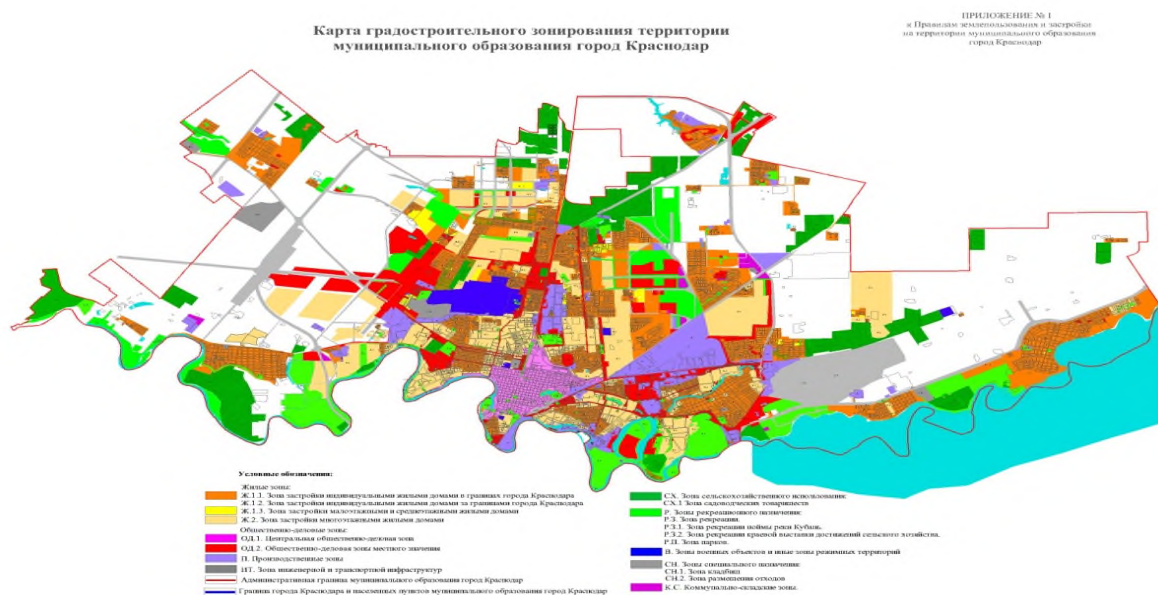 ПРИЛОЖЕНИЕ № 1
к Правилам землепользования и застройки
на территории муниципального образования
город Краснодар
Карта градостроительного зонирования территории
муниципального образования город Краснодар
Условные обозначения:
Жилые зоны:
Ж.1.1. Зона застройки индивидуальными жилыми домами в границах города Краснодара
Ж.1.2. Зона застройки индивидуальными жилыми домами за границами города Краснодара
Ж.1.3. Зона застройки малоэтажными и среднеэтажными жилыми домами
Ж.2. Зона застройки многоэтажными жилыми домами
Общественно-деловые зоны:
ОД.1. Центральная общественно-деловая зона
ОД.2. Общественно-деловые зоны местного значения
П. Производственные зоны
ИТ. Зона инженерной и транспортной инфраструктур
Административная граница муниципального образования город Краснодар
Граница города Краснодара и населенных пунктов муниципального образования город Краснодар
СХ. Зона сельскохозяйственного использования
СХ.1 Зона садоводческих товариществ
Р. Зоны рекреационного назначения:
Р.З. Зона рекреации.
Р.З.1. Зона рекреации поймы реки Кубань.
Р.З.2. Зона рекреации краевой выставки достижений сельского хозяйства.
Р.П. Зона парков.
В. Зоны военных объектов и иные зоны режимных территорий
СН. Зоны специального назначения:
СН.1. Зона кладбищ
СН.2. Зона размещения отходов
К.С. Коммунально-складские зоны.